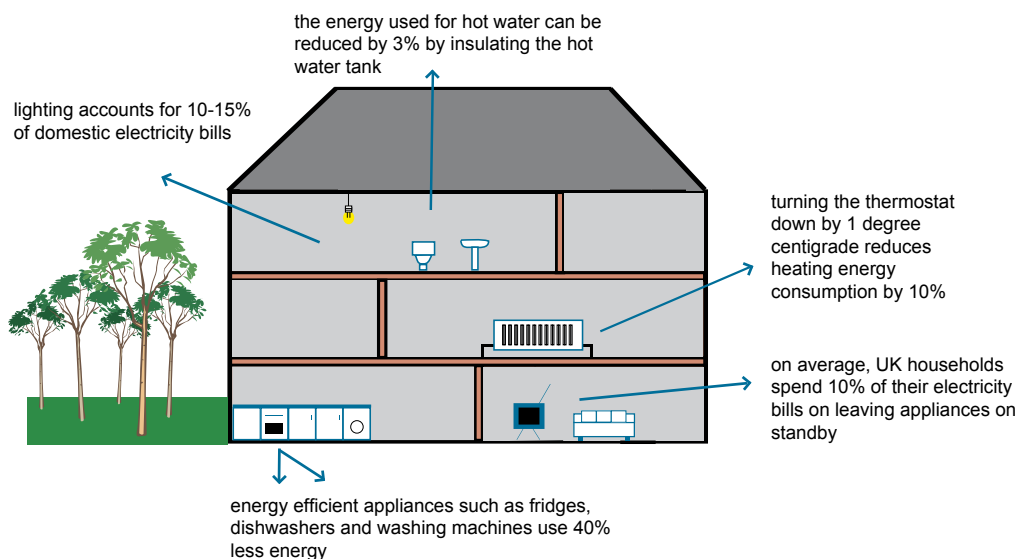 the energy used for hot water can be
reduced by 3% by insulating the hot
water tank
lighting accounts for 10-15%
of domestic electricity bills
turning the thermostat
down by 1 degree
centigrade reduces
heating energy
consumption by 10%
on average, UK households
spend 10% of their electricity
bills on leaving appliances on
standby
energy efficient appliances such as fridges,
dishwashers and washing machines use 40%
less energy